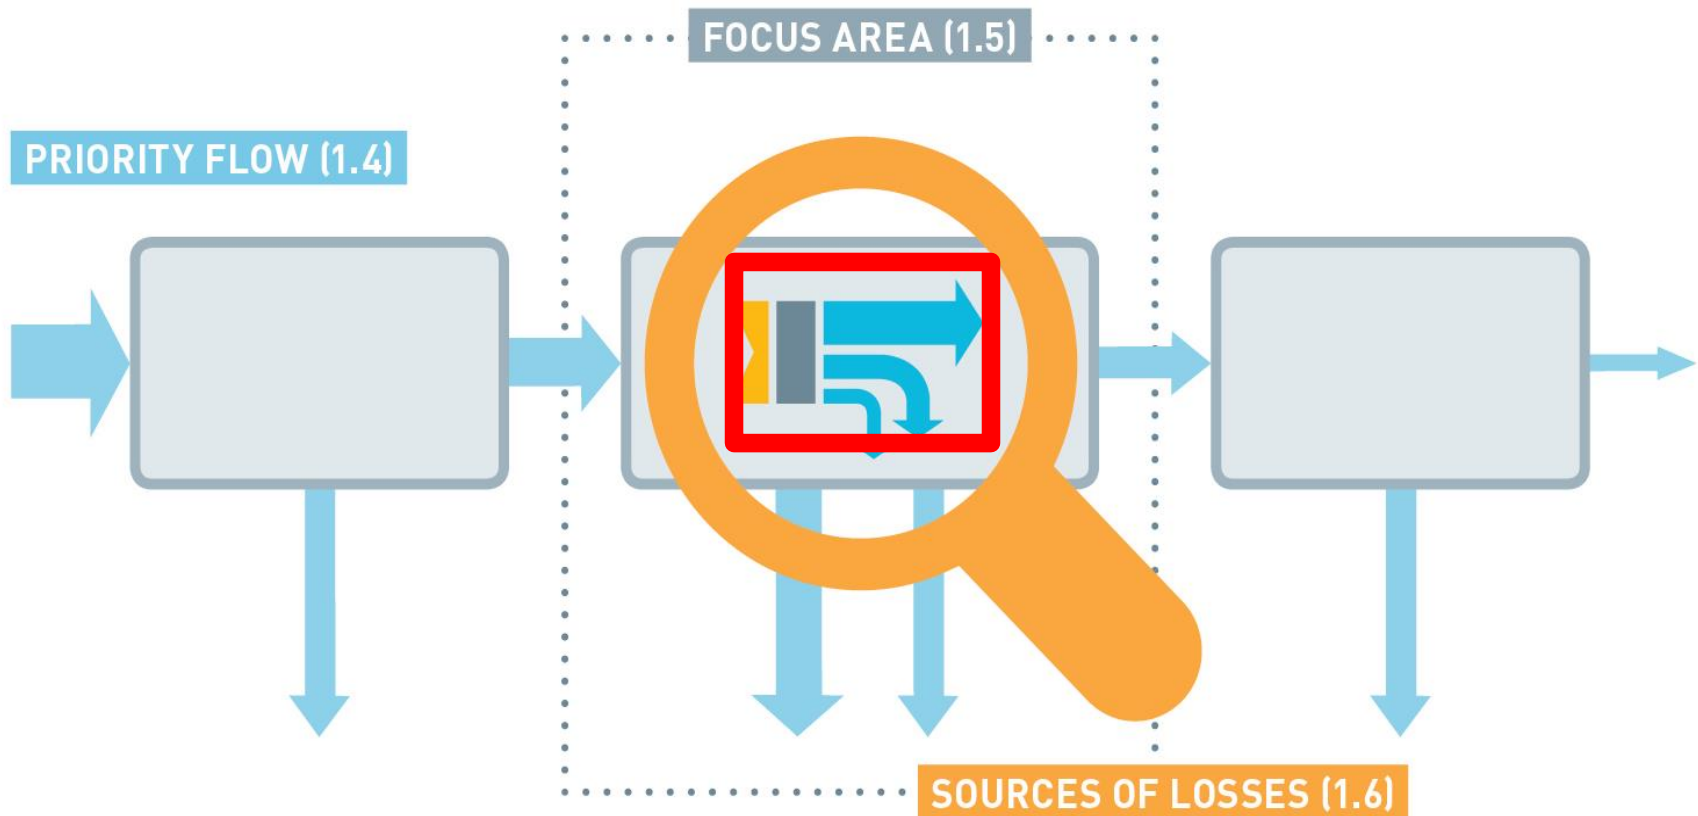 FOCUS AREA (1.5)
PRIORITY FLOW (1.4)
SOURCES OF LOSSES (1.6)